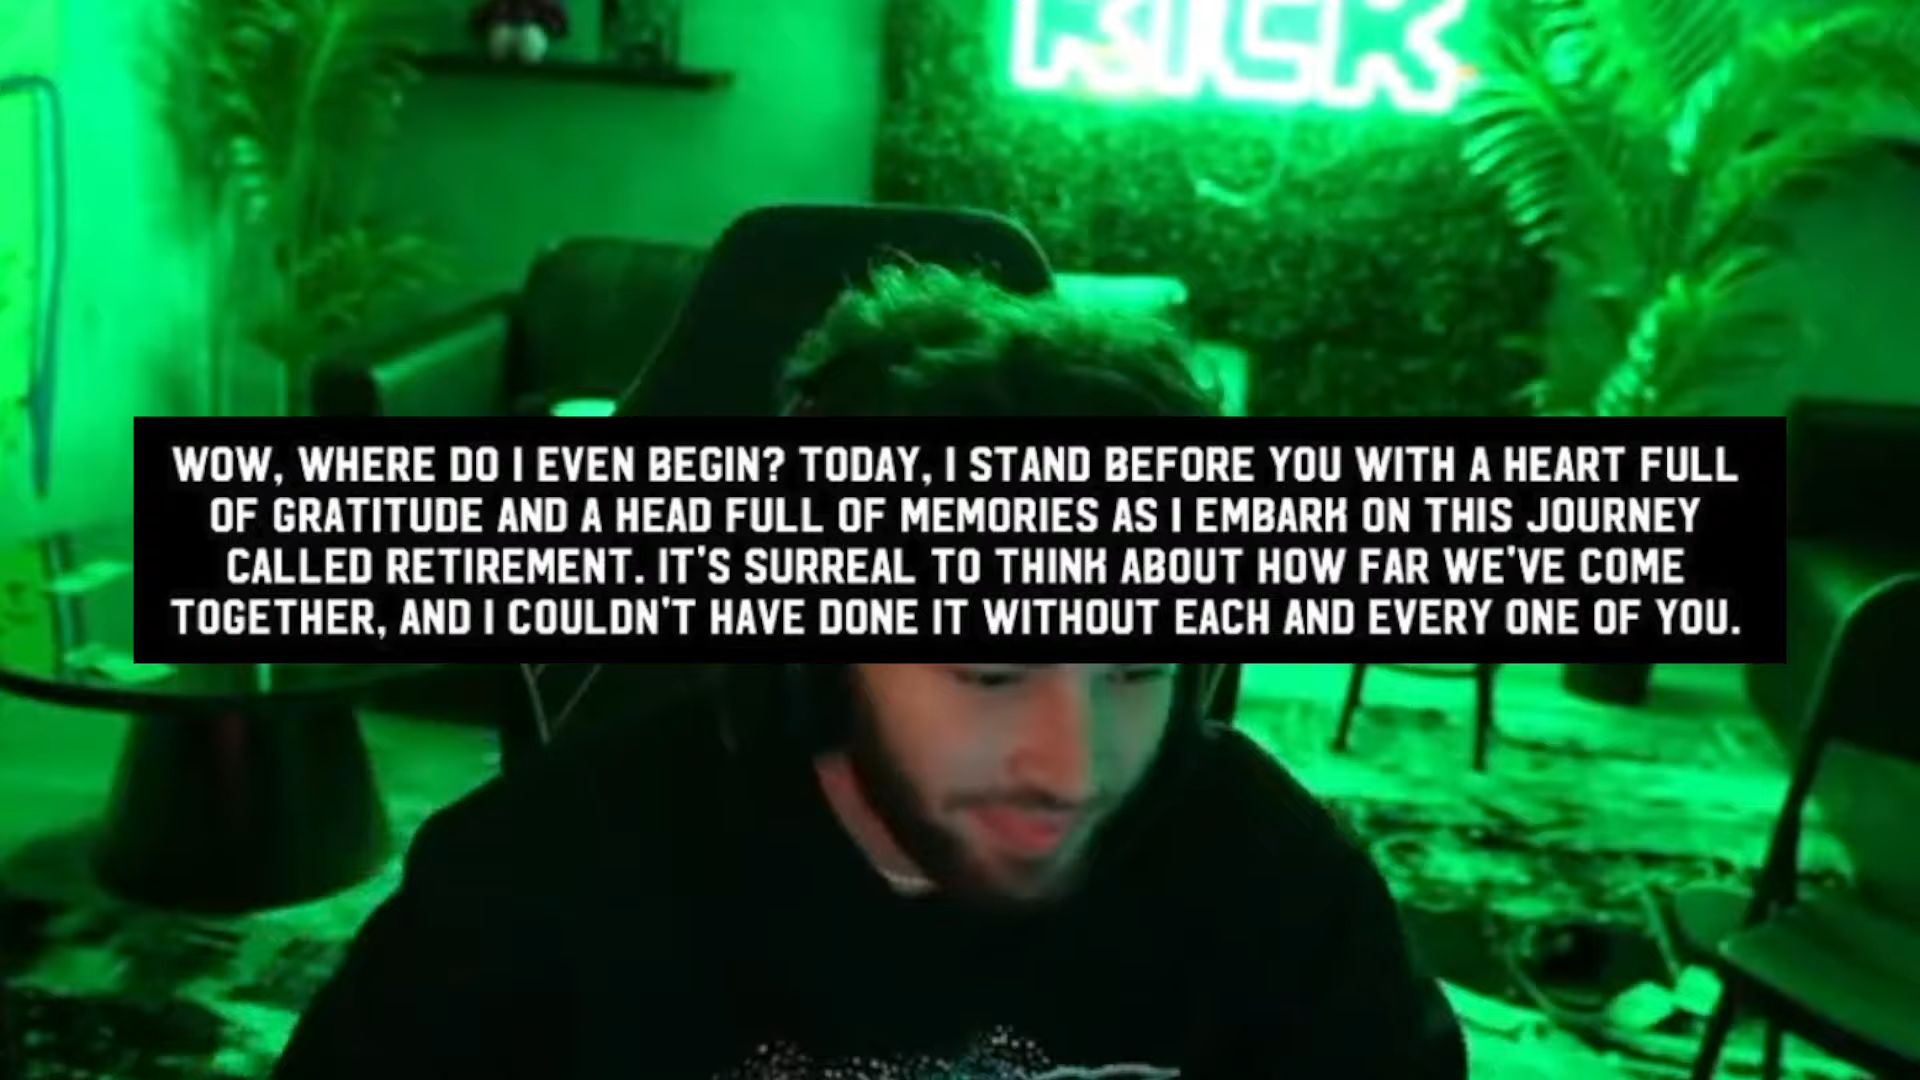 KICK
WOW, WHERE DO I EVEN BEGIN? TODAY, I STAND BEFORE YOU WITH A HEART FULL
OF GRATITUDE AND A HEAD FULL OF MEMORIES AS I EMBARK ON THIS JOURNEY
CALLED RETIREMENT. IT'S SURREAL TO THINK ABOUT HOW FAR WE'VE COME
TOGETHER, AND I COULDN'T HAVE DONE IT WITHOUT EACH AND EVERY ONE OF YOU.